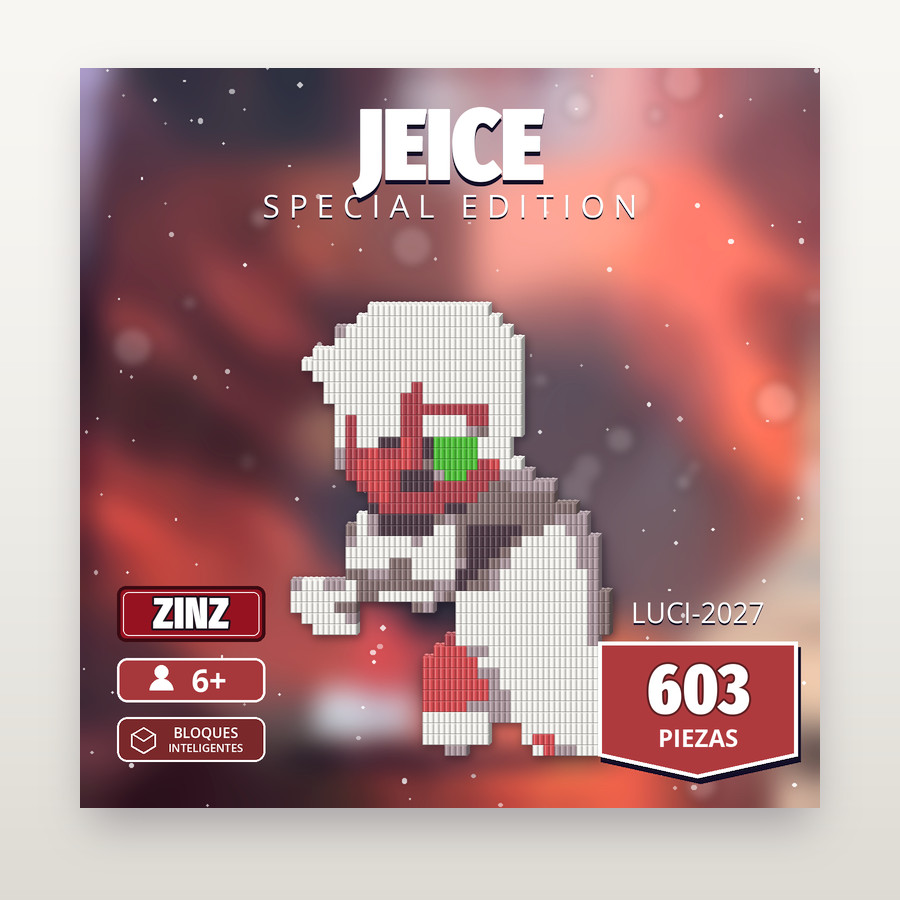 JEICE
SPECIAL EDITION
ZINZ
6+
BLOQUES
INTELIGENTES
LUCI-2027
603
PIEZAS